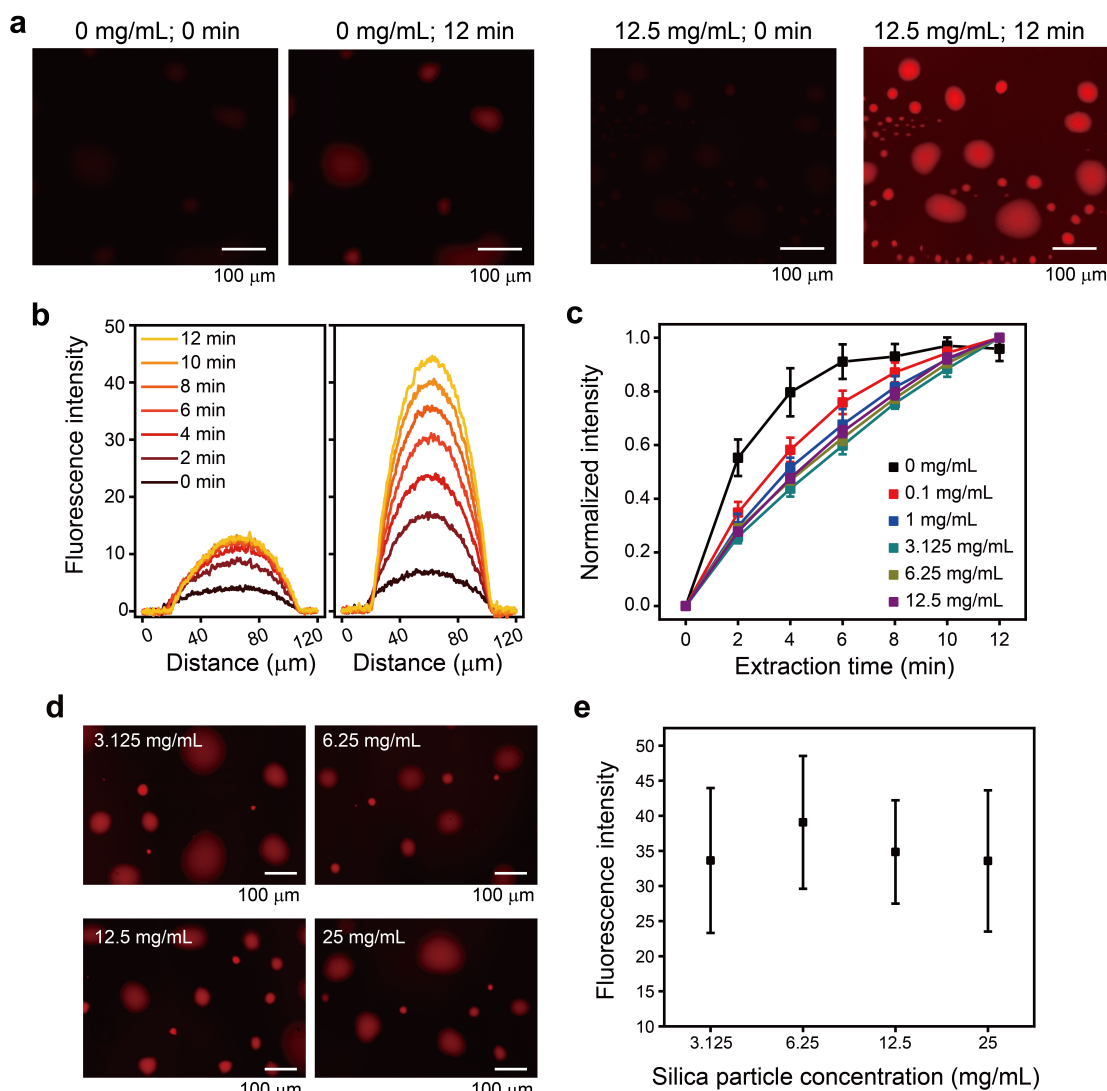 a
0 mg/mL; 0 min
0 mg/mL; 12 min
12.5 mg/mL; 0 min
12.5 mg/mL; 12 min
100 μm
100 μm
100 μm
100 μm
b
Fluorescence intensity
50
40
30
20
10
0
12 min
10 min
8 min
6 min
4 min
2 min
0 min
0
40
80
120
0
40
80
120
Distance (μm)
Distance (μm)
c
Normalized intensity
1.0
0.8
0.6
0.4
0.2
0.0
0 mg/mL
0.1 mg/mL
1 mg/mL
3.125 mg/mL
6.25 mg/mL
12.5 mg/mL
0
2
4
6
8
10
12
Extraction time (min)
d
3.125 mg/mL
6.25 mg/mL
100 μm
100 μm
12.5 mg/mL
25 mg/mL
100 μm
100 μm
e
Fluorescence intensity
50
45
40
35
30
25
20
15
10
3.125
6.25
12.5
25
Silica particle concentration (mg/mL)